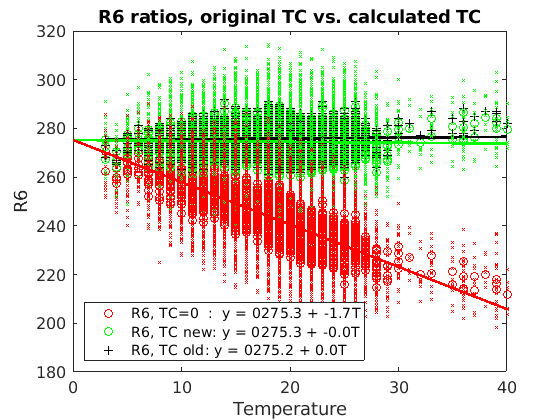 R6 ratios, original TC vs. calculated TC
320
300
280
260
240
220
200
180
R6
R6, TC=0 : y = 0275.3 + -1.7T
R6, TC new: y = 0275.3 + -0.0T
R6, TC old: y = 0275.2 + 0.0T
0 10 20 30 40
Temperature